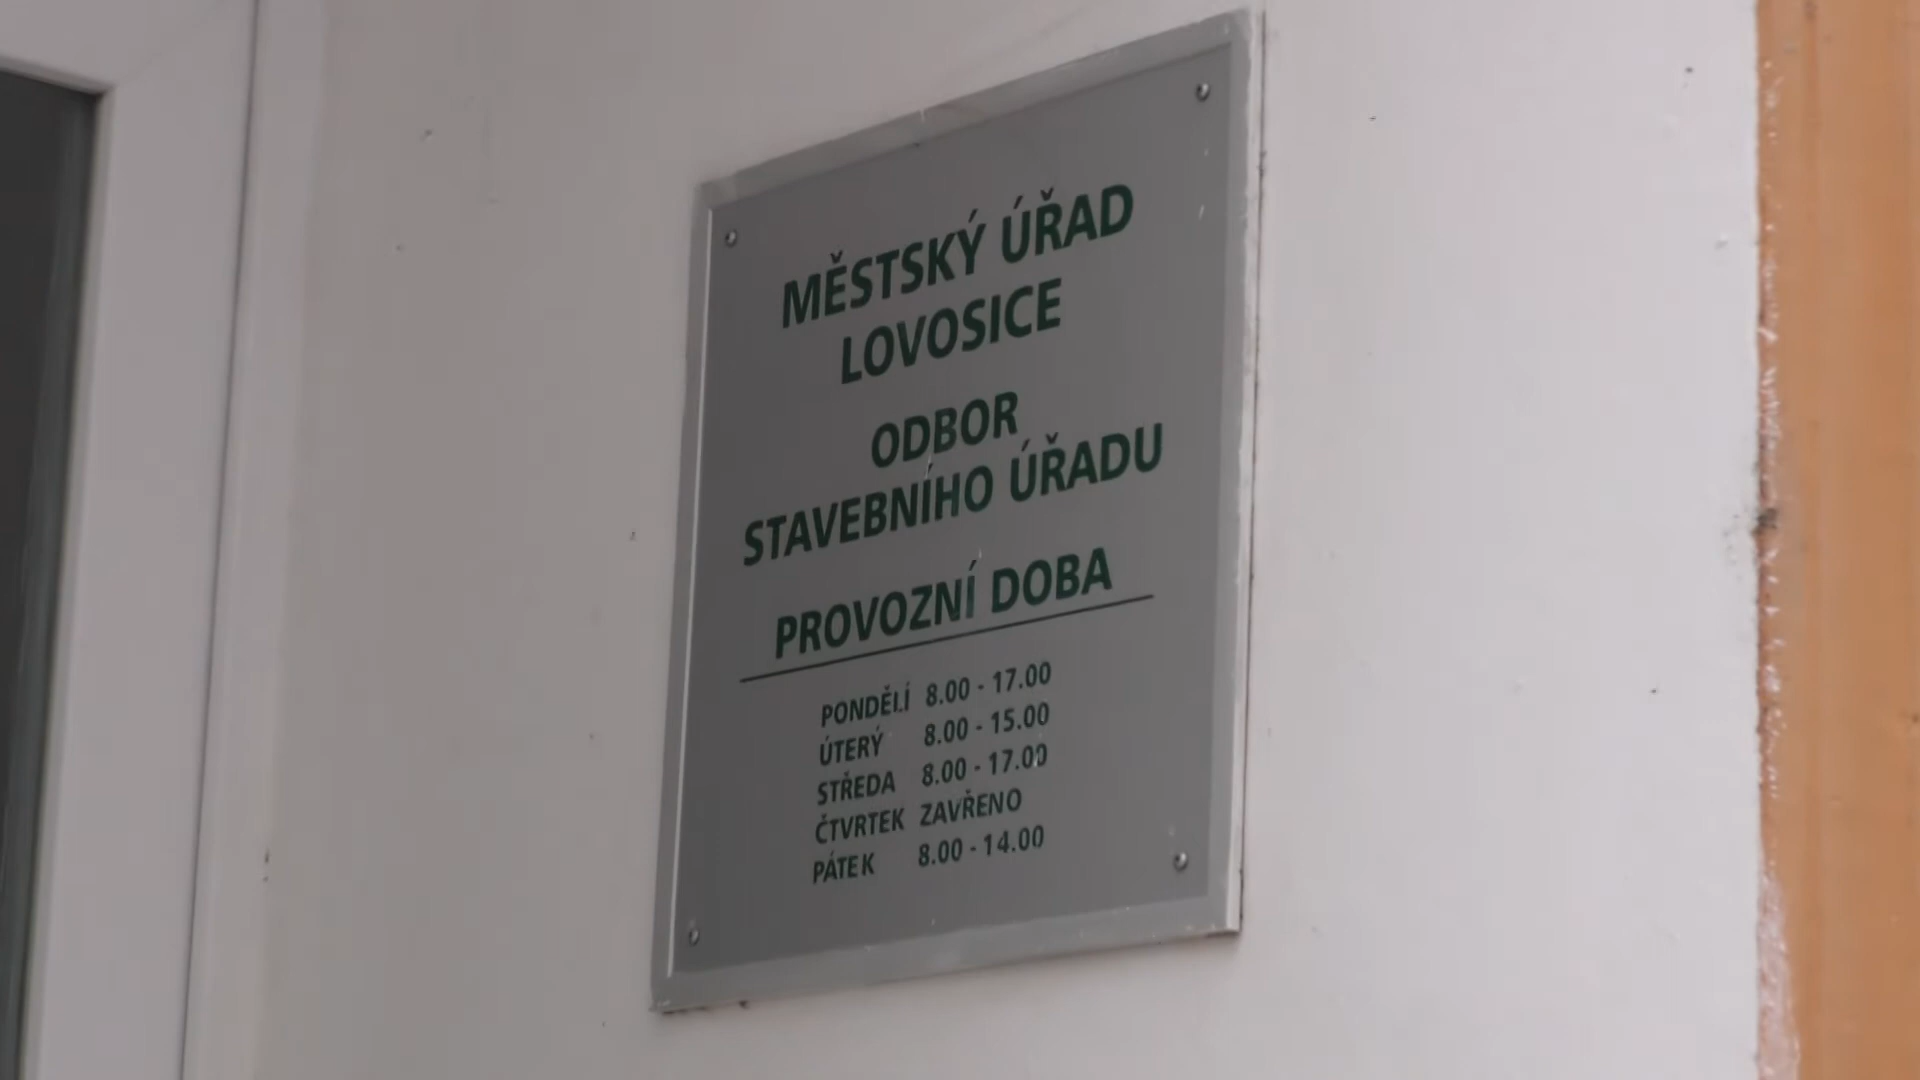 MĚSTSKÝ ÚŘAD
LOVOSICE
ODBOR
STAVEBNÍHO ÚŘADU
PROVOZNÍ DOBA
PONDĚLÍ 8.00 - 17.00
ÚTERÝ 8.00 - 15.00
STŘEDA 8.00 - 17.00
ČTVRTEK ZAVŘENO
PÁTEK 8.00 - 14.00